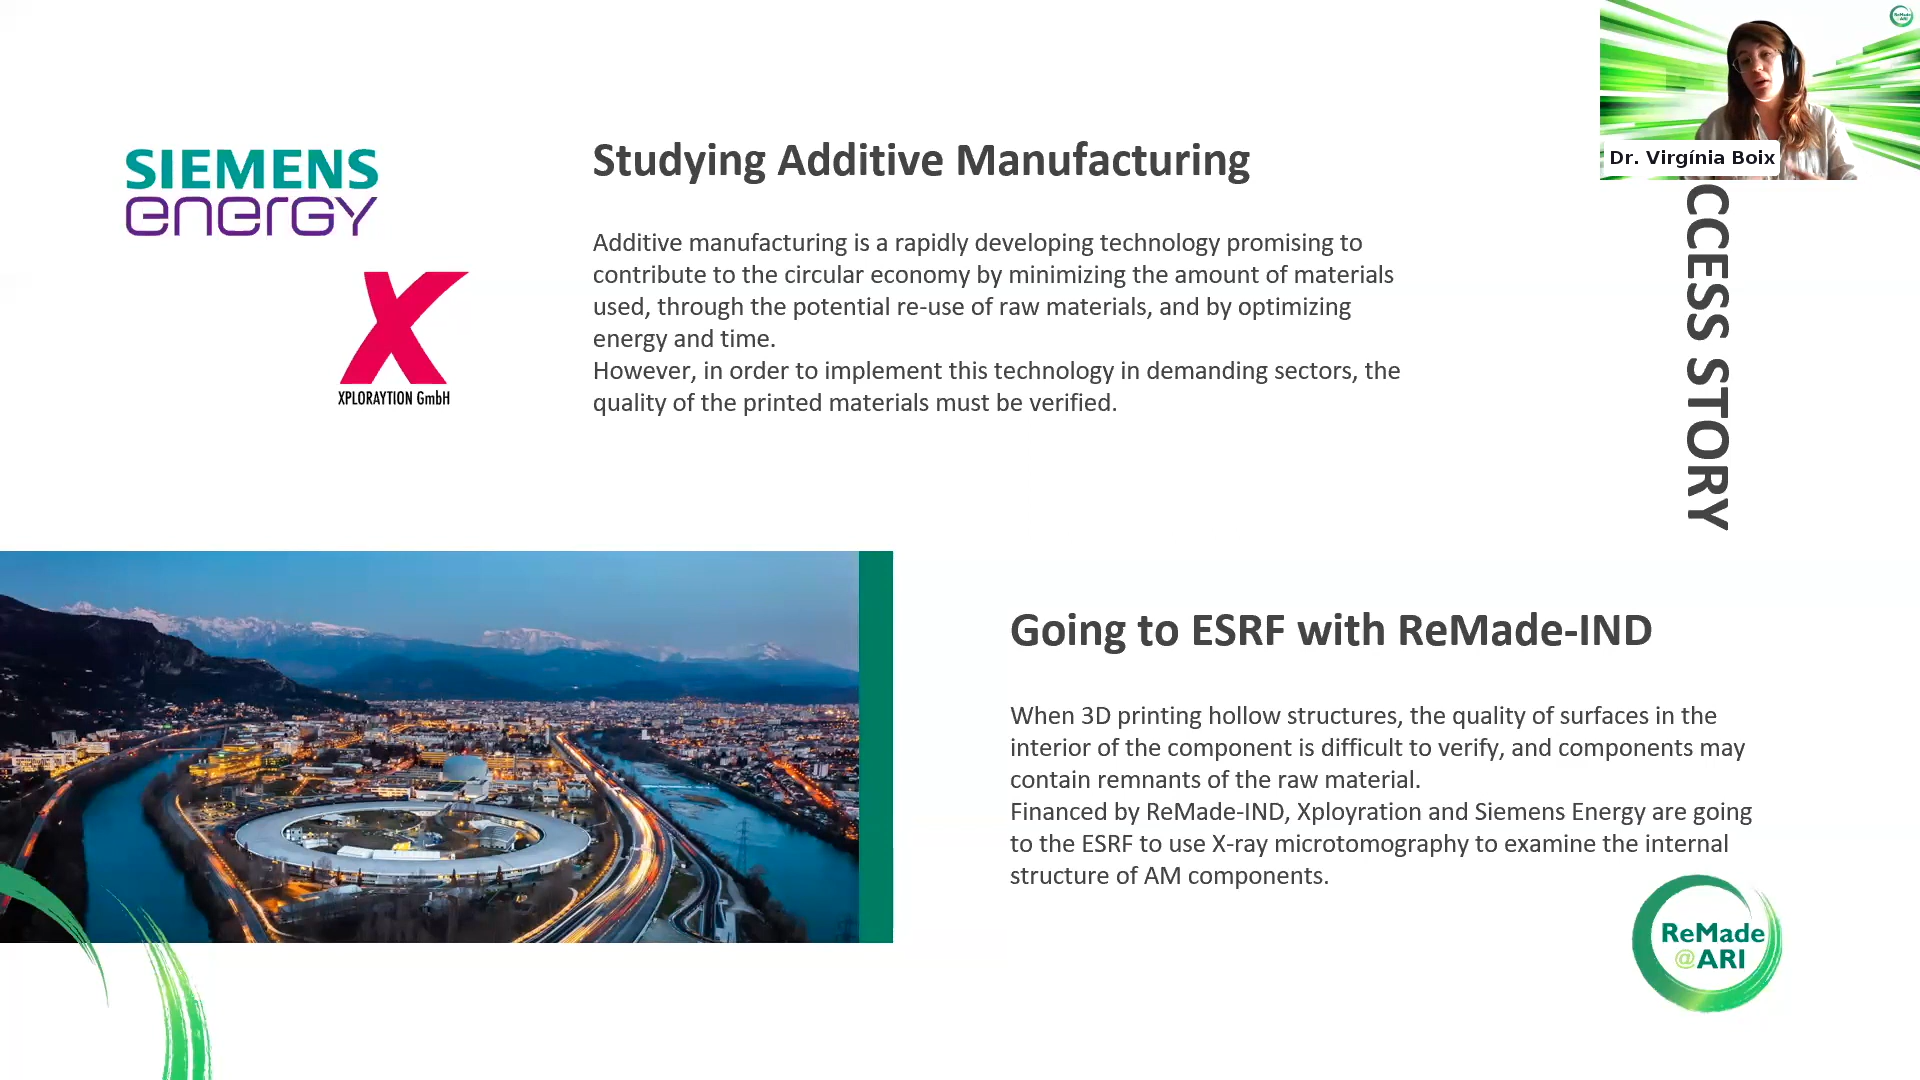 SIEMENS
energy
XPLORAYTION GmbH
Studying Additive Manufacturing
Additive manufacturing is a rapidly developing technology promising to
contribute to the circular economy by minimizing the amount of materials
used, through the potential re-use of raw materials, and by optimizing
energy and time.
However, in order to implement this technology in demanding sectors, the
quality of the printed materials must be verified.
Dr. Virgínia Boix
CCESS STORY
Going to ESRF with ReMade-IND
When 3D printing hollow structures, the quality of surfaces in the
interior of the component is difficult to verify, and components may
contain remnants of the raw material.
Financed by ReMade-IND, Xployration and Siemens Energy are going
to the ESRF to use X-ray microtomography to examine the internal
structure of AM components.
ReMade
@ARI